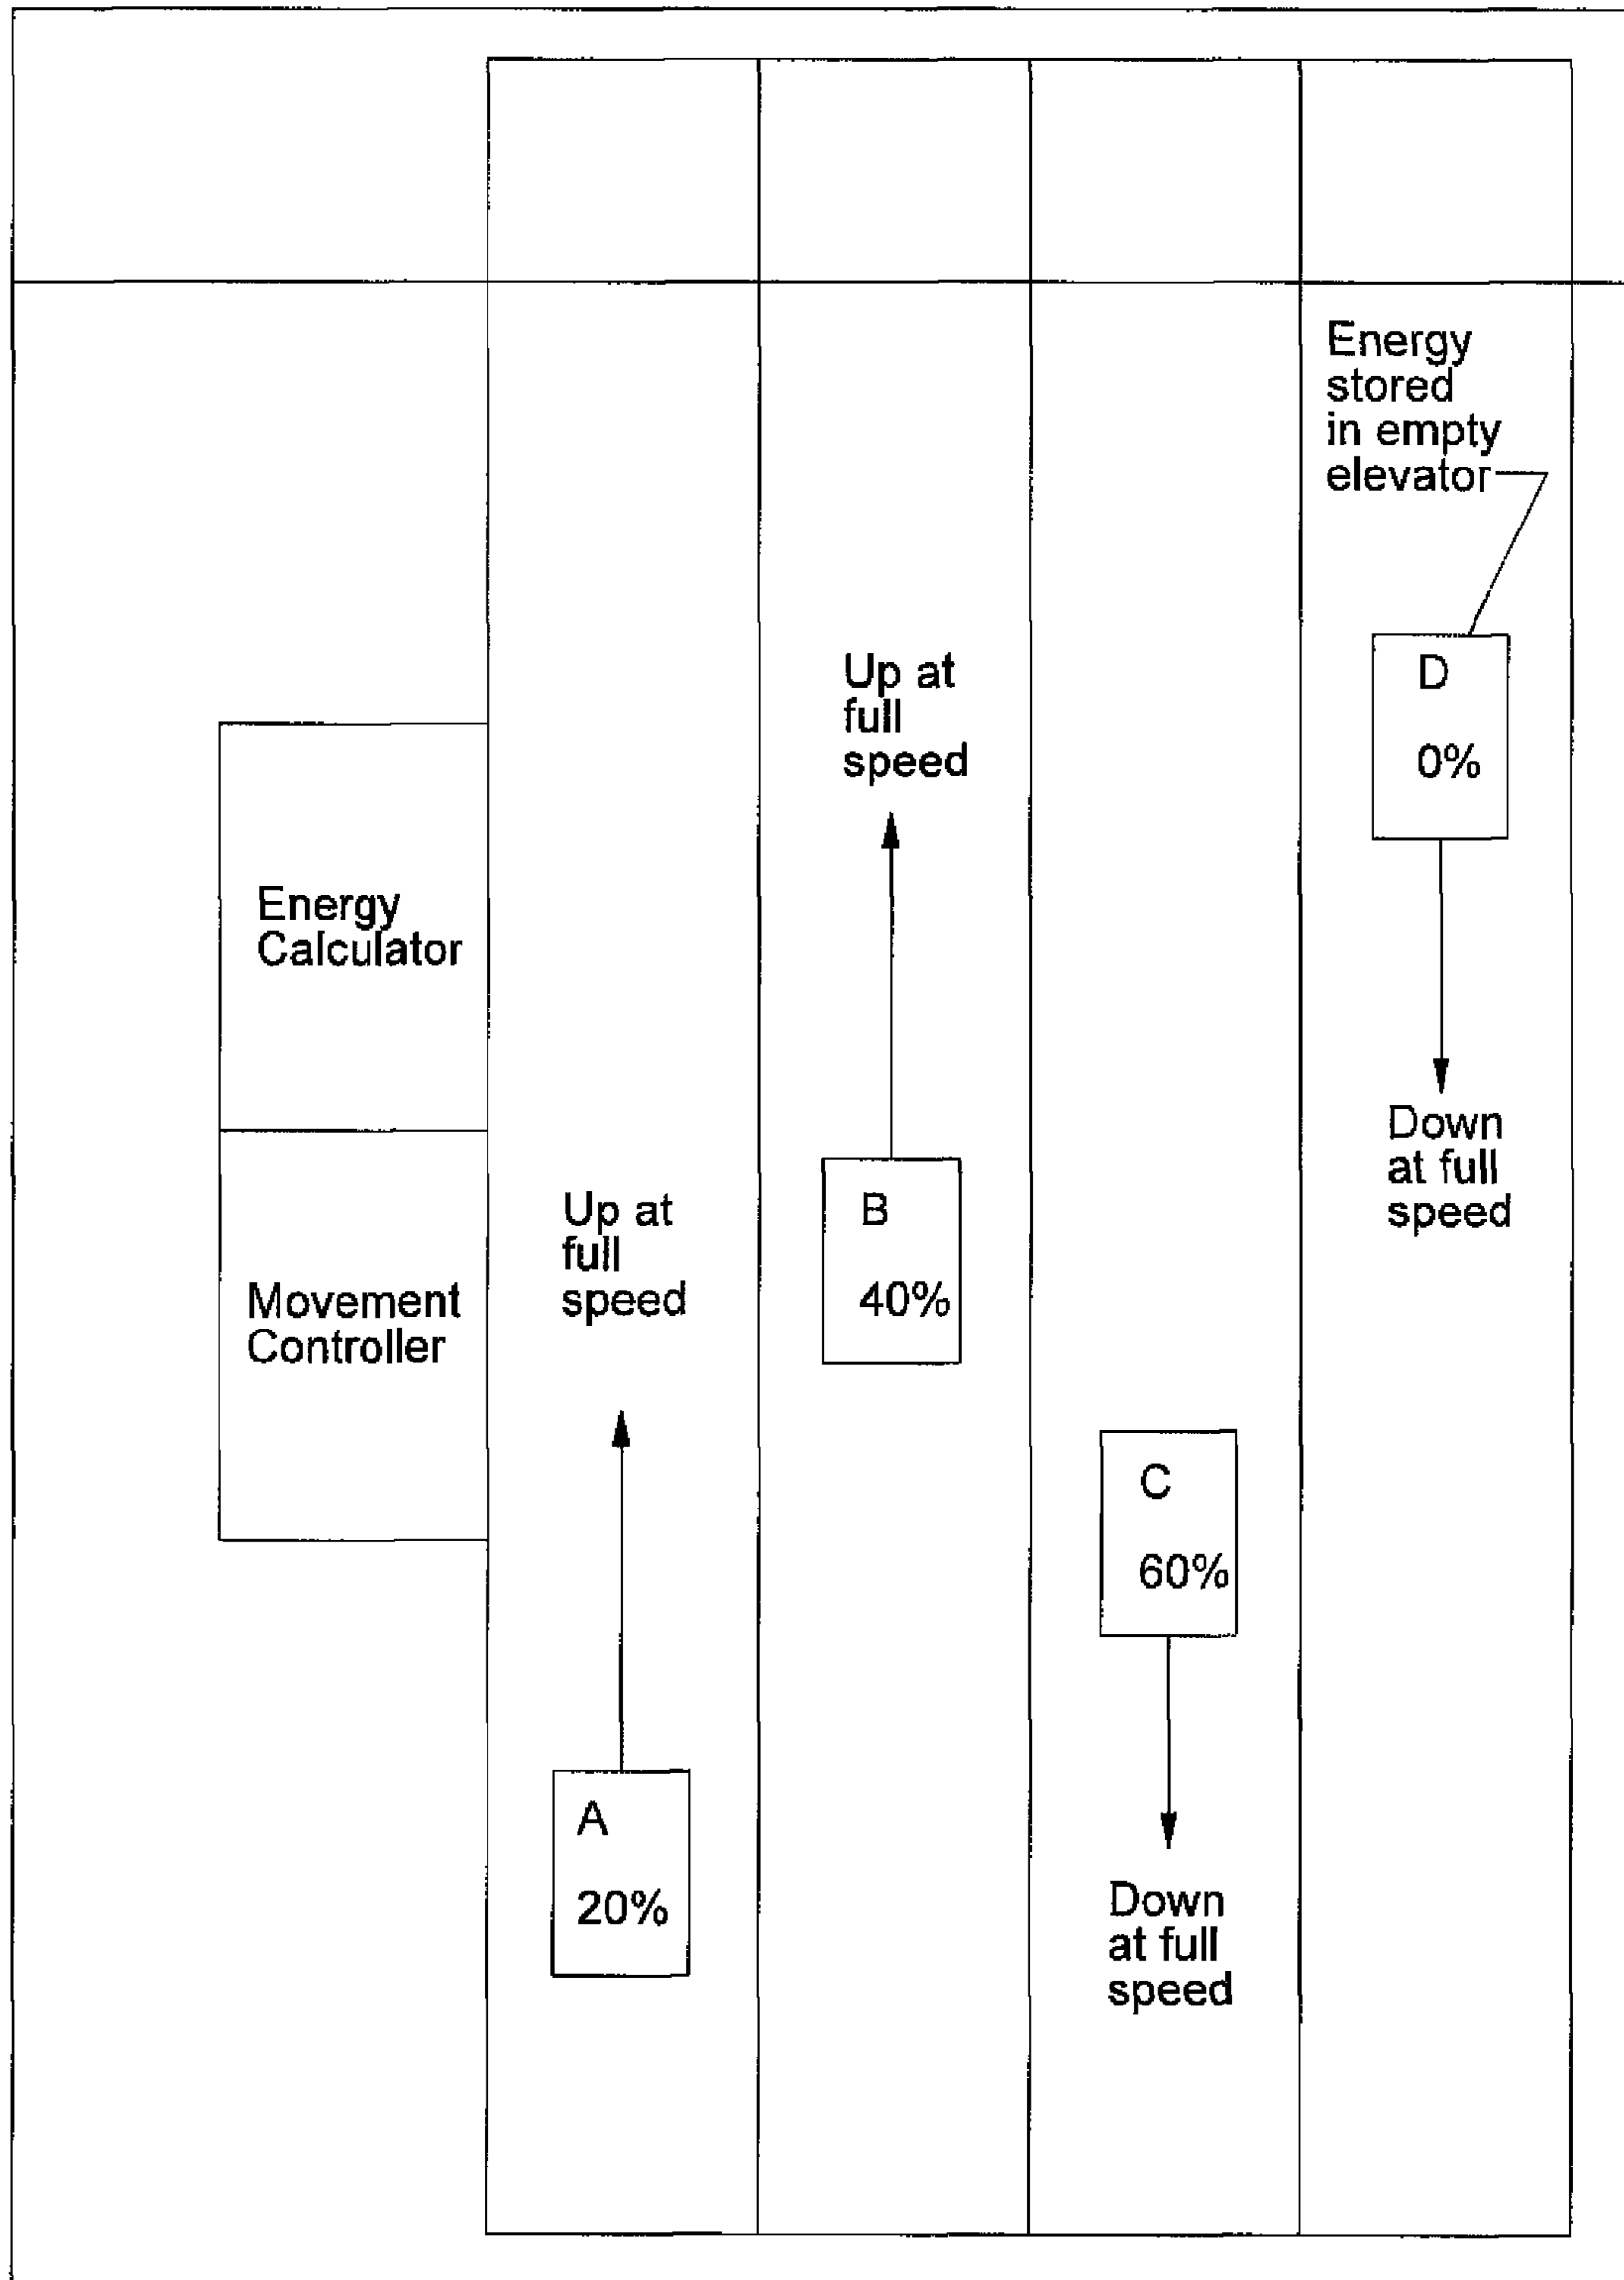 Energy
stored
in empty
elevator
D
0%
Down
at full
speed
Up at
full
speed
B
40%
Energy
Calculator
Movement
Controller
Up at
full
speed
A
20%
C
60%
Down
at full
speed